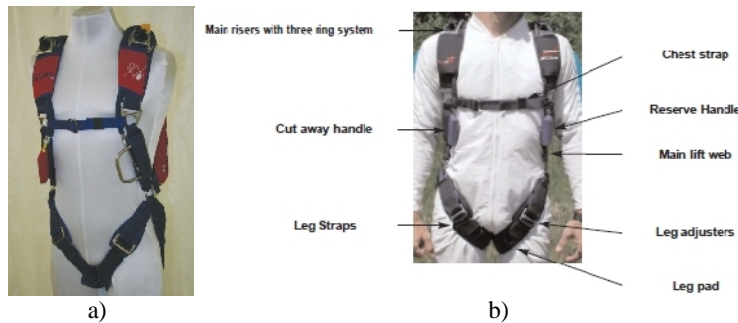 Main risers with three ring system
Chest strap
Reserve Handle
Cut away handle
Main lift web
Leg Straps
Leg adjusters
Leg pad
a)
b)